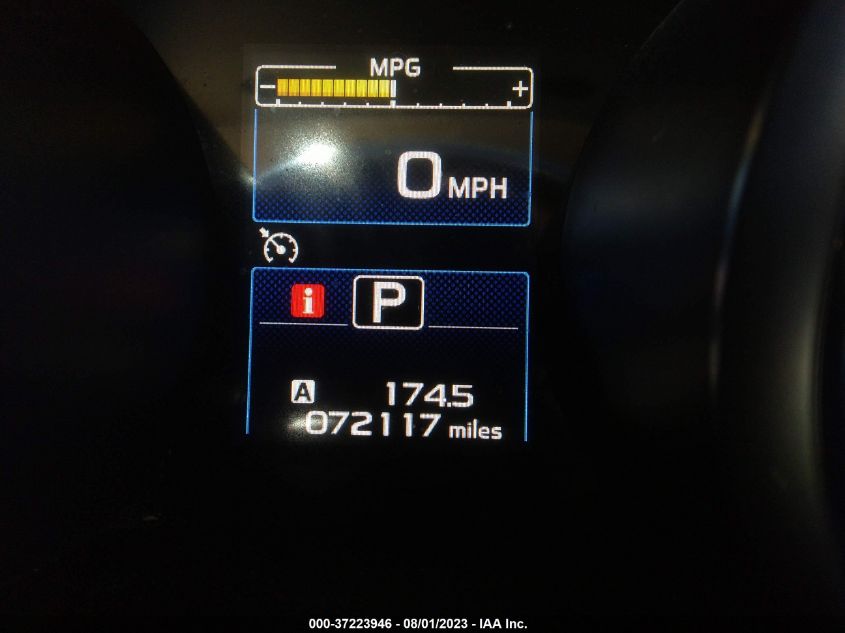 MPG
- +
0 MPH
i P
A 174.5
072117 miles
000-37223946 - 08/01/2023 - IAA Inc.